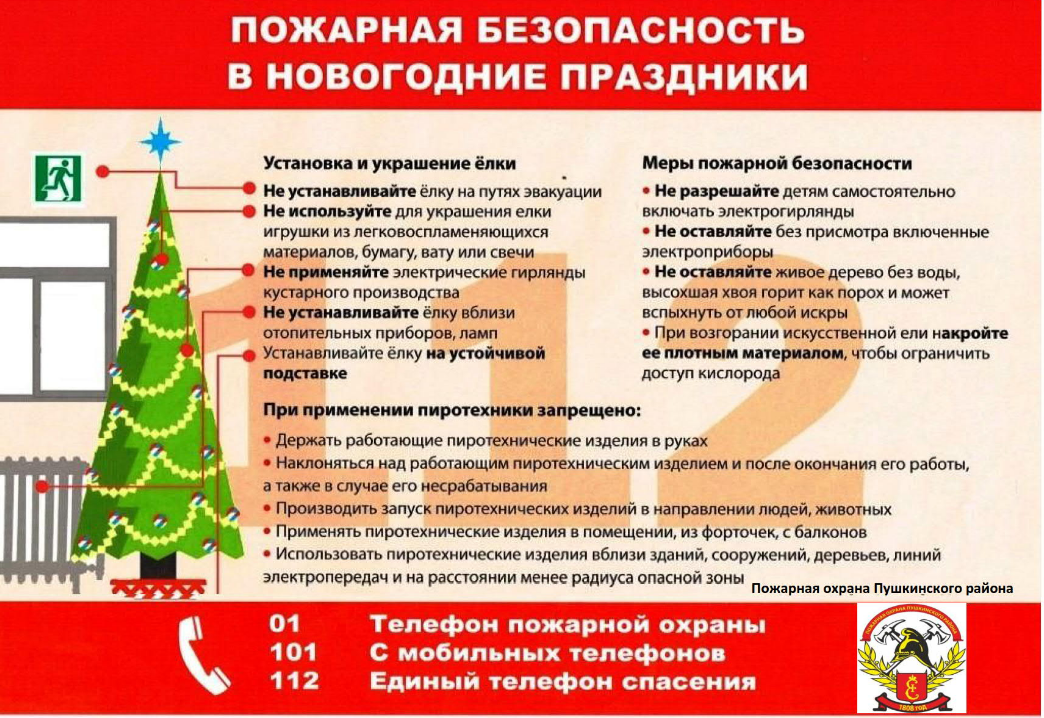 ПОЖАРНАЯ БЕЗОПАСНОСТЬ
В НОВОГОДНИЕ ПРАЗДНИКИ
Установка и украшение ёлки
Не устанавливайте ёлку на путях эвакуации
Не используйте для украшения елки
игрушки из легковоспламеняющихся
материалов, бумагу, вату или свечи
Не применяйте электрические гирлянды
кустарного производства
Не устанавливайте ёлку вблизи
отопительных приборов, ламп
Устанавливайте ёлку на устойчивой
подставке
Меры пожарной безопасности
• Не разрешайте детям самостоятельно
включать электрогирлянды
• Не оставляйте без присмотра включенные
электроприборы
• Не оставляйте живое дерево без воды,
высохшая хвоя горит как порох и может
вспыхнуть от любой искры
• При возгорании искусственной ели накройте
ее плотным материалом, чтобы ограничить
доступ кислорода
112
При применении пиротехники запрещено:
• Держать работающие пиротехнические изделия в руках
• Наклоняться над работающим пиротехническим изделием и после окончания его работы,
а также в случае его несрабатывания
• Производить запуск пиротехнических изделий в направлении людей, животных
• Применять пиротехнические изделия в помещении, из форточек, с балконов
• Использовать пиротехнические изделия вблизи зданий, сооружений, деревьев, линий
электропередач и на расстоянии менее радиуса опасной зоны
Пожарная охрана Пушкинского района
01 Телефон пожарной охраны
101 С мобильных телефонов
112 Единый телефон спасения
ПОЖАРНАЯ ОХРАНА ПУШКИНСКОГО РАЙОНА
1808 ГОД